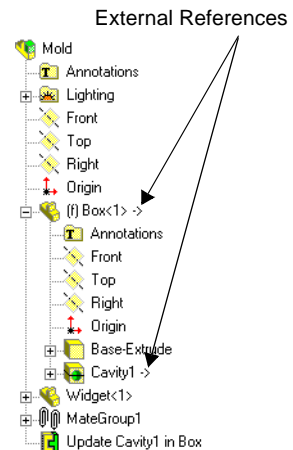 External References
Mold
Annotations
Lighting
Front
Top
Right
Origin
(f) Box<1> ->
Annotations
Front
Top
Right
Origin
Base-Extrude
Cavity1 ->
Widget<1>
MateGroup1
Update Cavity1 in Box